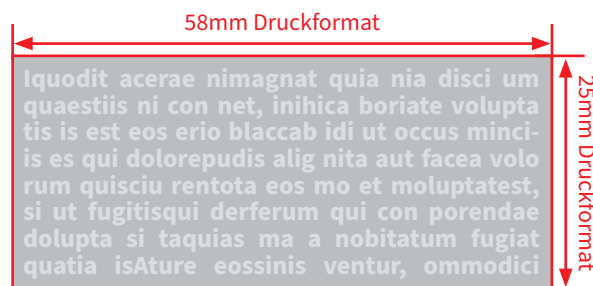 58mm Druckformat
Iquodit acerae nimagnat quia nia disci um
quaestiis ni con net, inihica boriate volupta
tis is est eos erio blaccab idi ut occus minci-
is es qui dolorepudis alig nita aut facea volo
rum quisciu rentota eos mo et moluptatest,
si ut fugitisqui derferum qui con porendae
dolupta si taquias ma a nobitatum fugiat
quatia isAture eossinis ventur, ommodici
25mm Druckformat